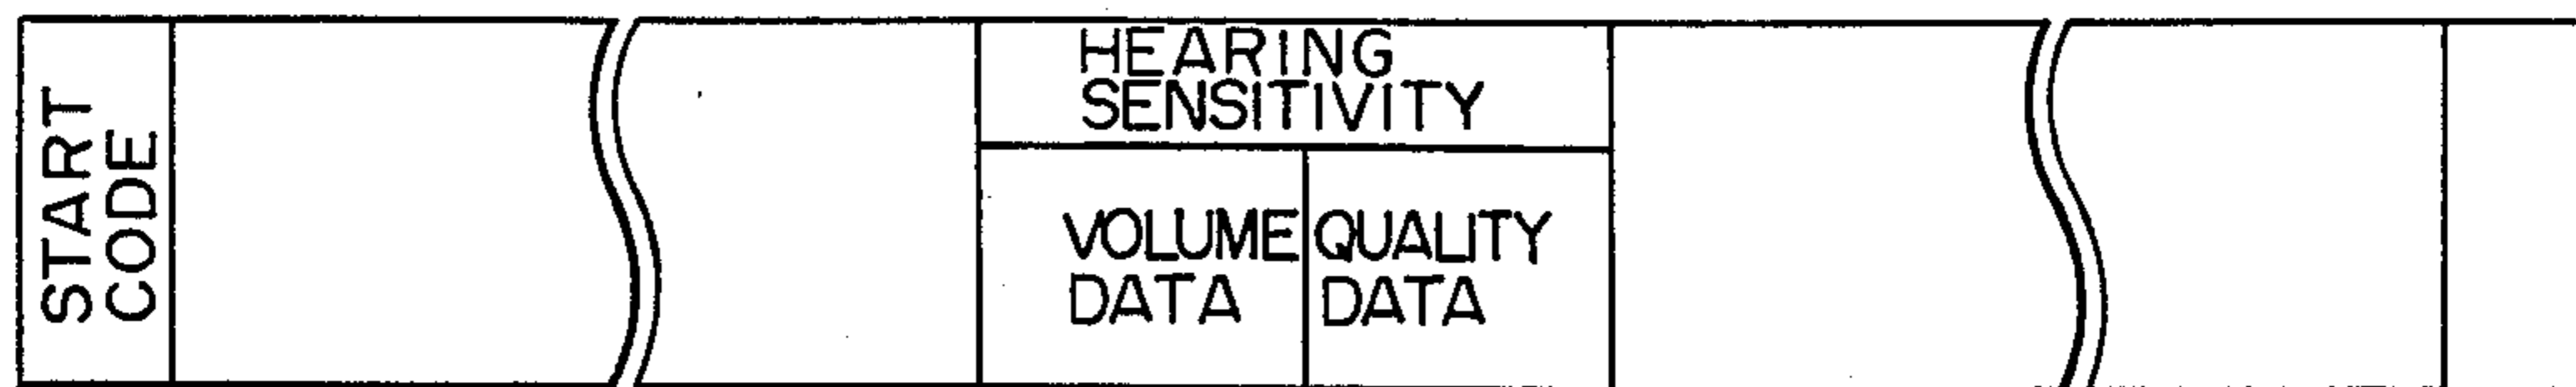 START
CODE
HEARING
SENSITIVITY
VOLUME
DATA
QUALITY
DATA